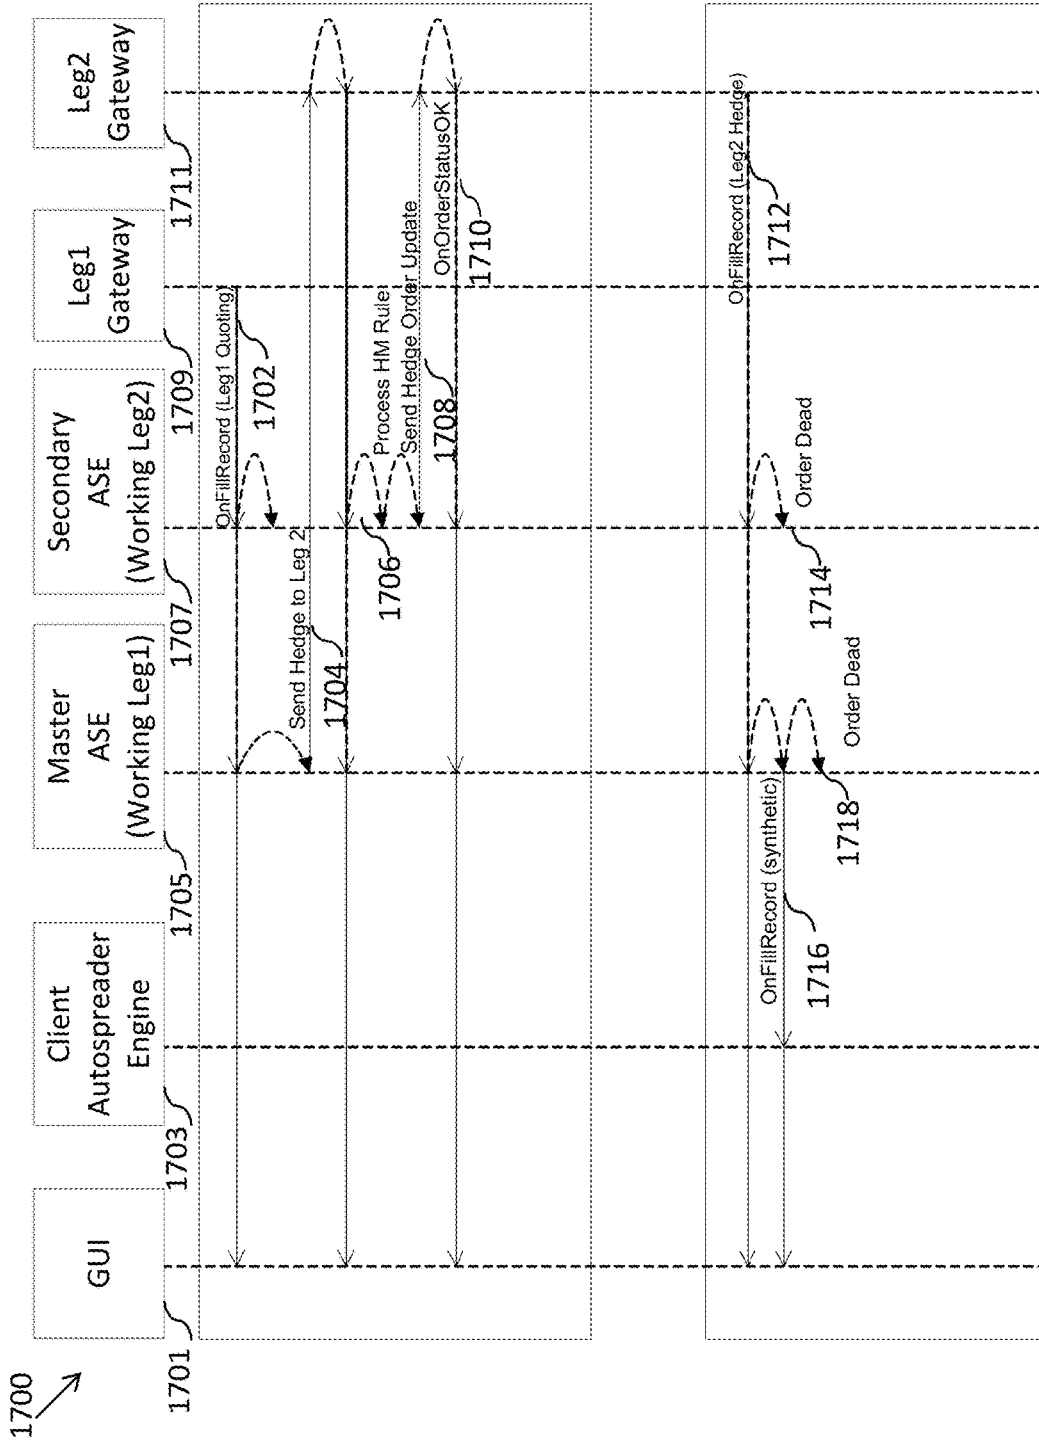 1700
GUI
1701
Client
Autospreader
Engine
1703
Master
ASE
(Working Leg1)
1705
Secondary
ASE
(Working Leg2)
1707
Leg1
Gateway
1709
Leg2
Gateway
1711
OnFillRecord (Leg1 Quoting)
1702
Send Hedge to Leg 2
1704
1706
Process HM Rule
Send Hedge Order Update
1708
OnOrderStatusOK
1710
OnFillRecord (Leg2 Hedge)
1712
Order Dead
1714
OnFillRecord (synthetic)
1716
Order Dead
1718